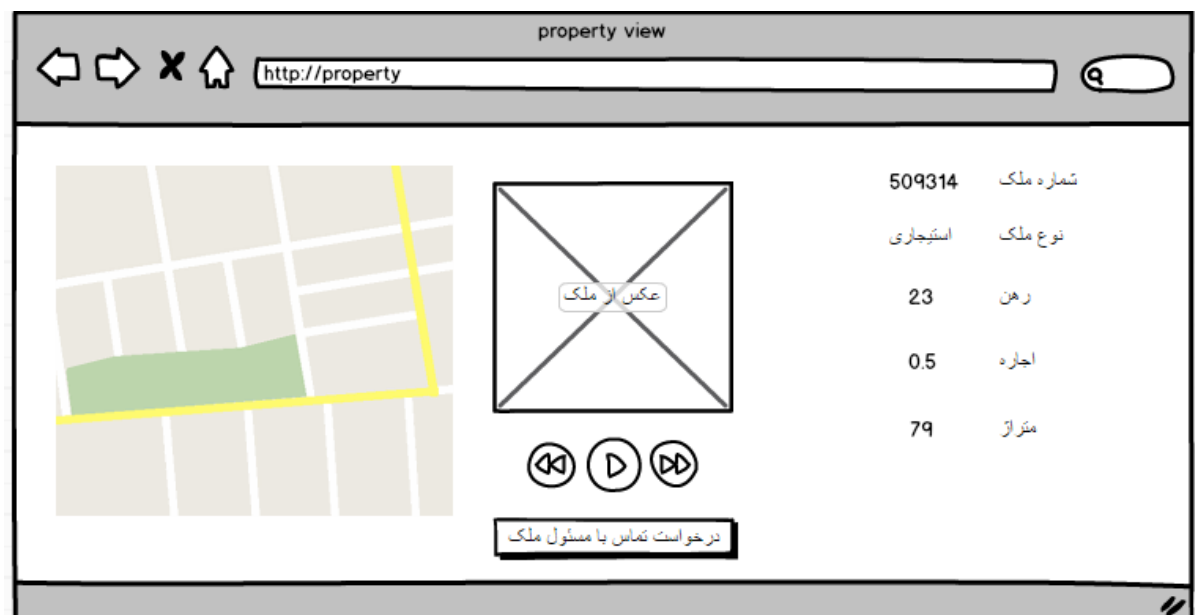 property view
http://property
شماره ملک 509314
نوع ملک استیجاری
رهن 23
اجاره 0.5
متراژ 79
عکس از ملک
درخواست تماس با مسئول ملک